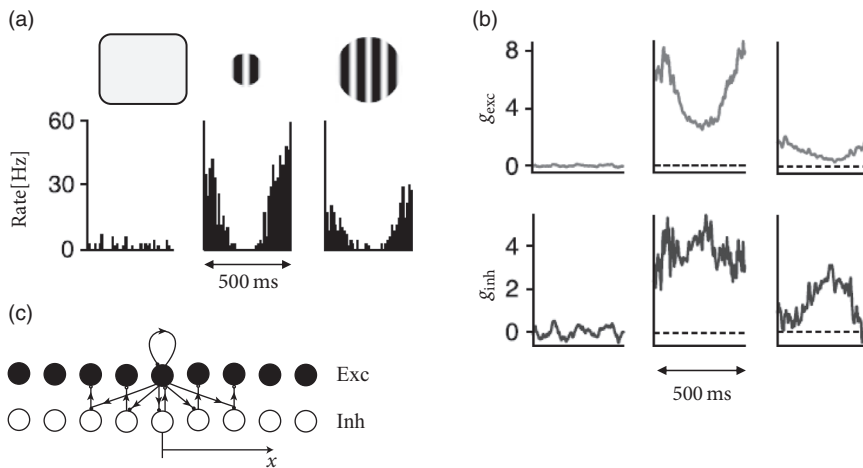 (a)
60
30
0
Rate[Hz]
500 ms
(b)
8
4
0
g_exc
4
2
0
g_inh
500 ms
(c)
Exc
Inh
x